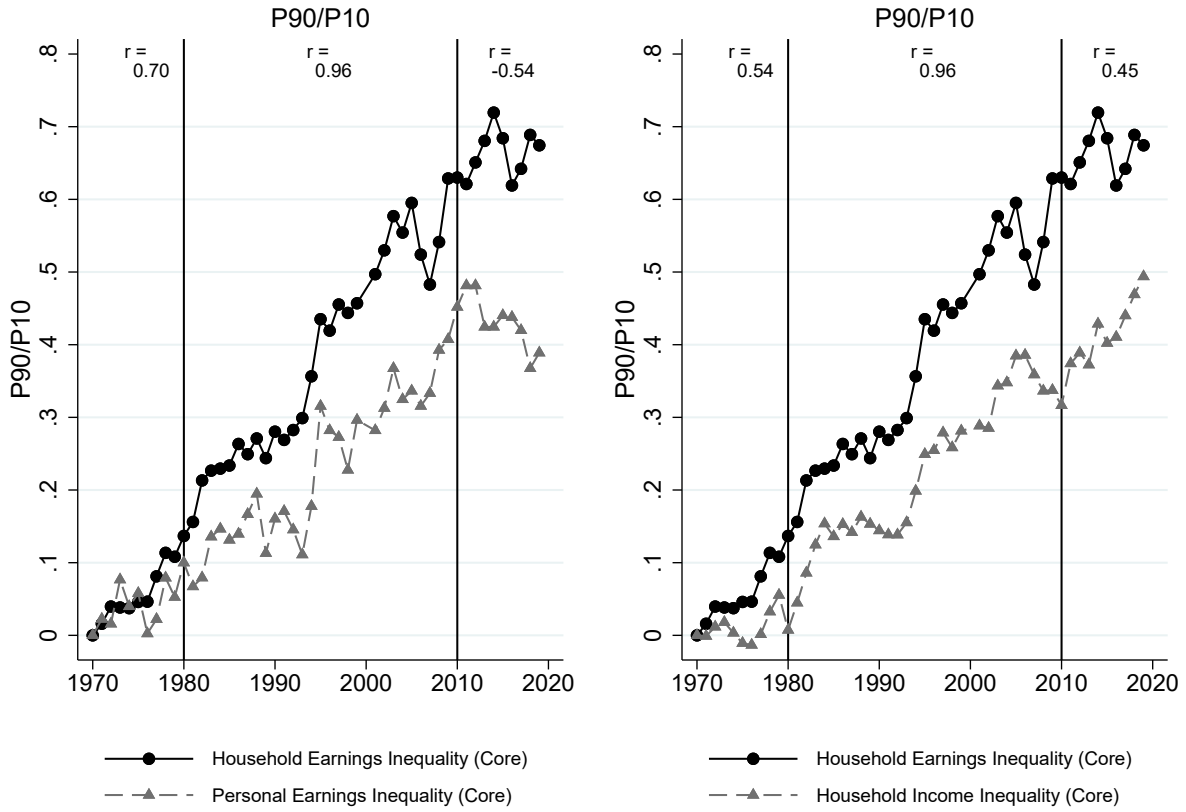 P90/P10
r =
0.70
r =
0.96
r =
-0.54
P90/P10
.8
.7
.6
.5
.4
.3
.2
.1
0
1970 1980 1990 2000 2010 2020
Household Earnings Inequality (Core)
Personal Earnings Inequality (Core)
P90/P10
r =
0.54
r =
0.96
r =
0.45
P90/P10
.8
.7
.6
.5
.4
.3
.2
.1
0
1970 1980 1990 2000 2010 2020
Household Earnings Inequality (Core)
Household Income Inequality (Core)